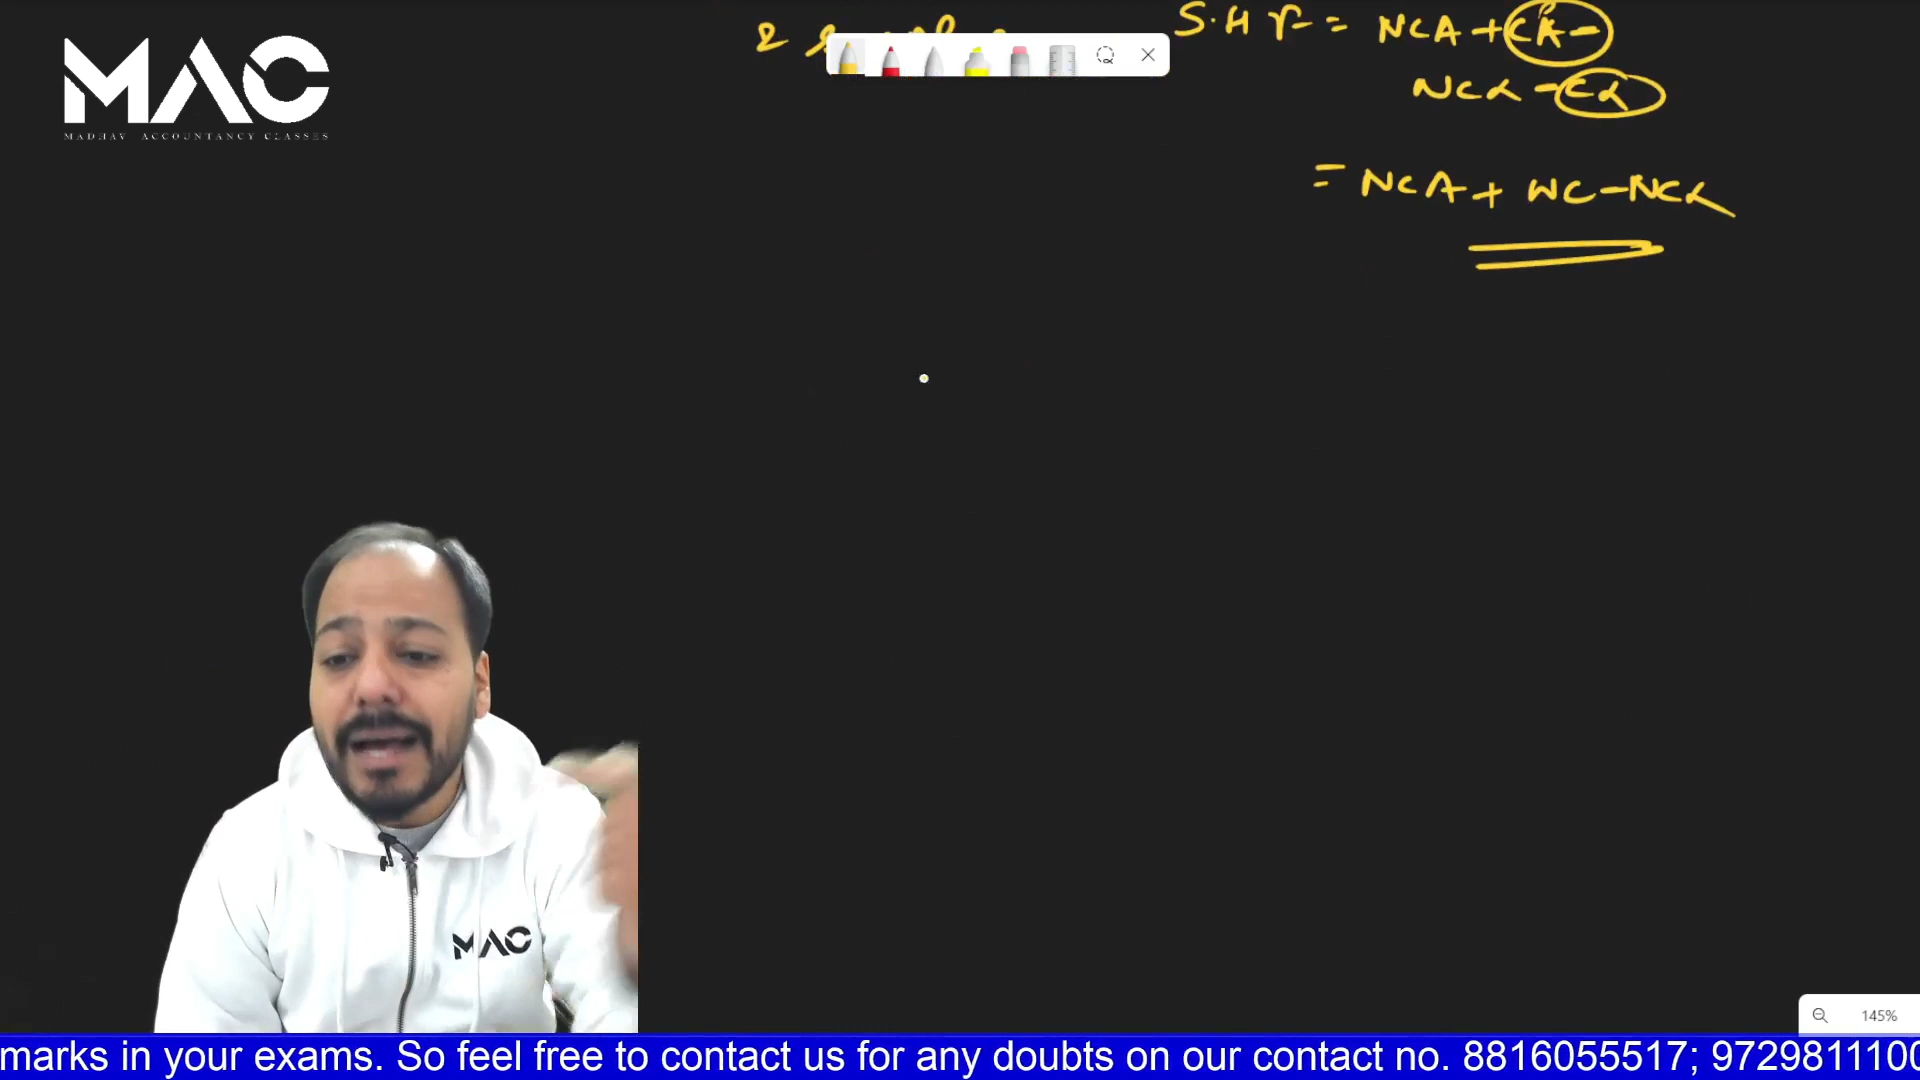 S.H F = NCA + CA -
NCL - CL
= NCA + WC - NCL
MAC
MADHAV ACCOUNTANCY CLASSES
MAC
145%
marks in your exams. So feel free to contact us for any doubts on our contact no. 8816055517; 9729811100